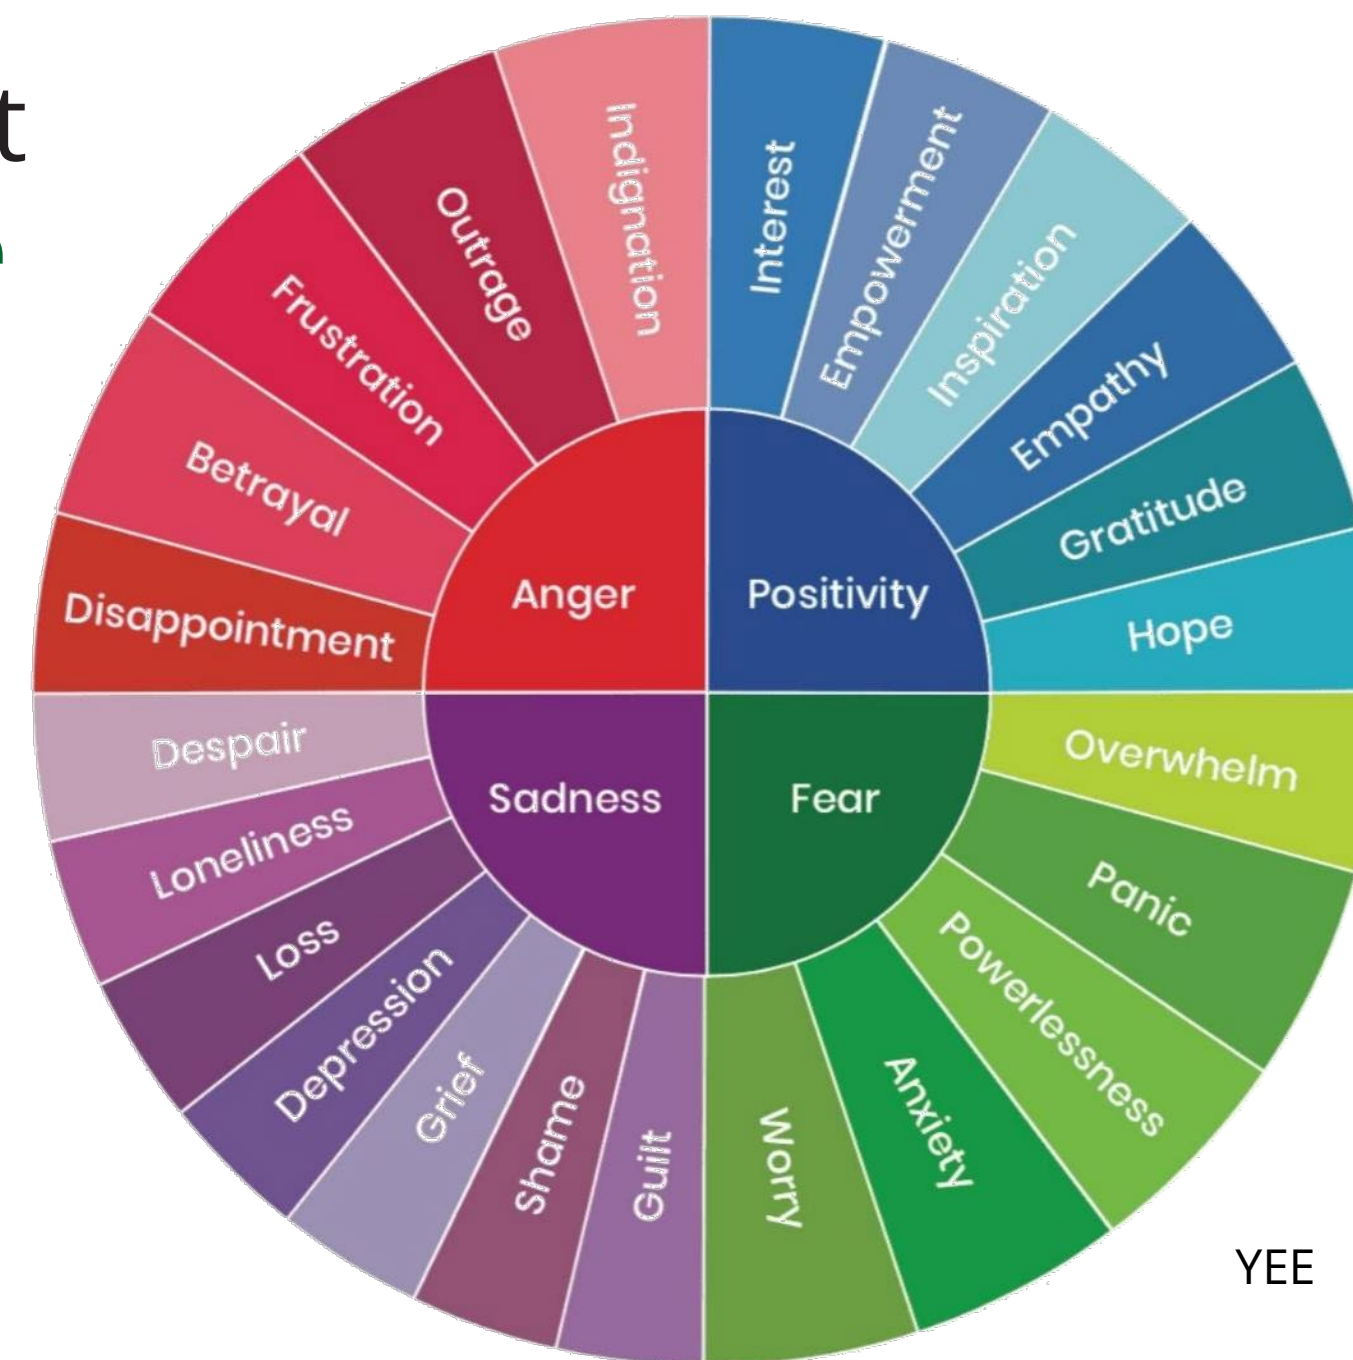 t
e
Indignation
Outrage
Frustration
Betrayal
Disappointment
Anger
Interest
Empowerment
Inspiration
Empathy
Gratitude
Hope
Positivity
Despair
Loneliness
Loss
Depression
Grief
Shame
Guilt
Sadness
Overwhelm
Panic
Powerlessness
Anxiety
Worry
Fear
YEE